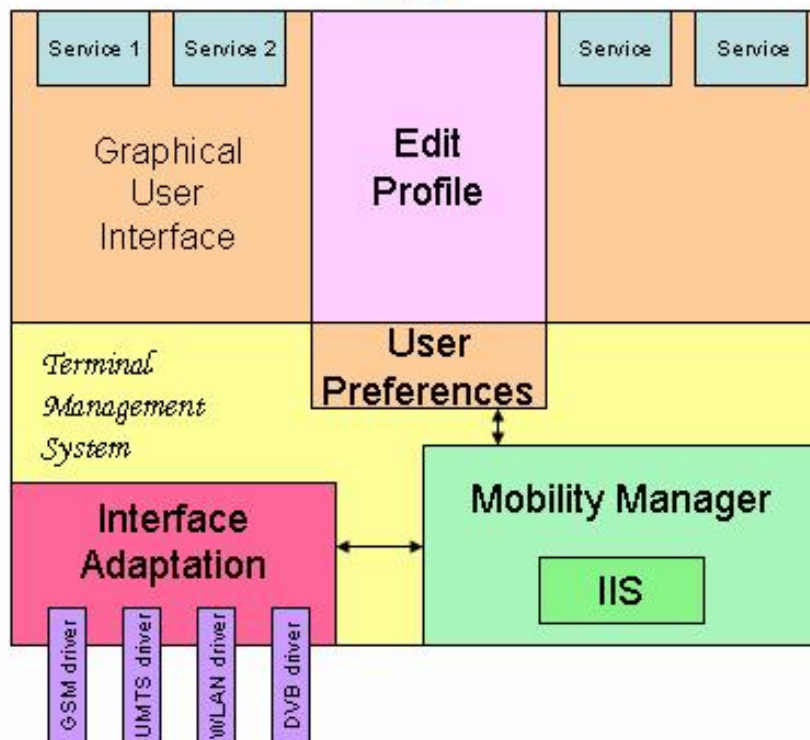 Service 1
Service 2
Service
Service
Graphical
User
Interface
Edit
Profile
User
Preferences
Terminal
Management
System
Interface
Adaptation
Mobility Manager
IIS
GSM driver
UMTS driver
WLAN driver
DVB driver